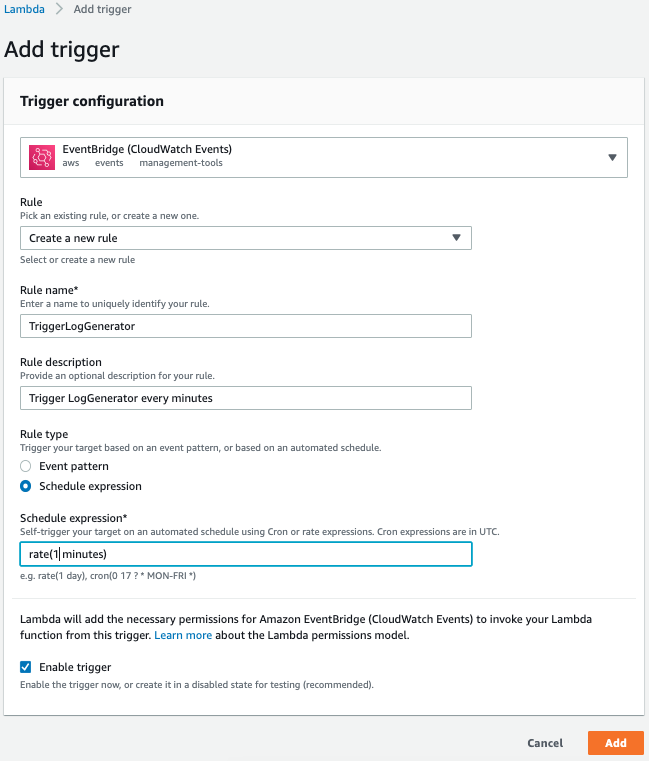 Lambda > Add trigger
Add trigger
Trigger configuration
EventBridge (CloudWatch Events)
aws events management-tools
Rule
Pick an existing rule, or create a new one.
Create a new rule
Select or create a new rule
Rule name*
Enter a name to uniquely identify your rule.
TriggerLogGenerator
Rule description
Provide an optional description for your rule.
Trigger LogGenerator every minutes
Rule type
Trigger your target based on an event pattern, or based on an automated schedule.
Event pattern
Schedule expression
Schedule expression*
Self-trigger your target on an automated schedule using Cron or rate expressions. Cron expressions are in UTC.
rate(1 minutes)
e.g. rate(1 day), cron(0 17 ? * MON-FRI *)
Lambda will add the necessary permissions for Amazon EventBridge (CloudWatch Events) to invoke your Lambda
function from this trigger. Learn more about the Lambda permissions model.
Enable trigger
Enable the trigger now, or create it in a disabled state for testing (recommended).
Cancel Add